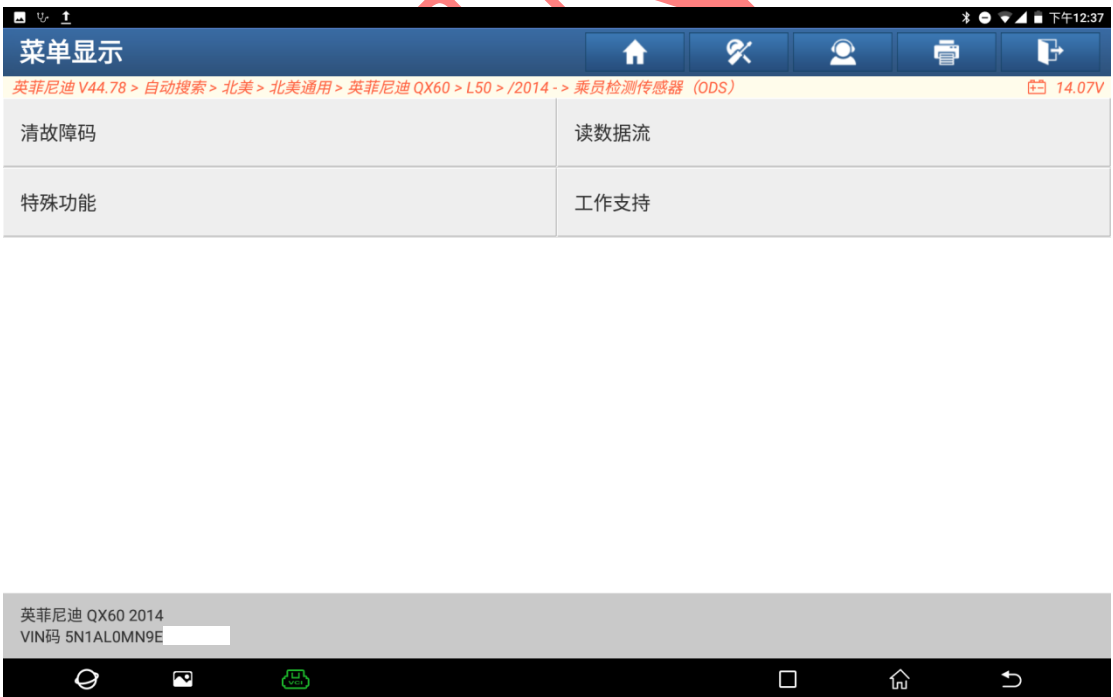 下午12:37
菜单显示
英菲尼迪 V44.78 > 自动搜索 > 北美 > 北美通用 > 英菲尼迪 QX60 > L50 > /2014 - > 乘员检测传感器（ODS） 14.07V
清故障码 读数据流
特殊功能 工作支持
英菲尼迪 QX60 2014
VIN码 5N1AL0MN9E
VCI